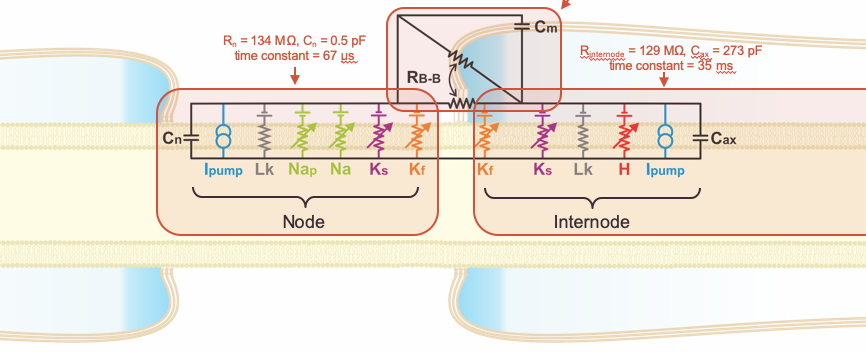 Cm
Rn = 134 MΩ, Cn = 0.5 pF
time constant = 67 us
Rinternode = 129 MΩ, Cax = 273 pF
time constant = 35 ms
RB-B
Cn
Cax
Ipump Lk Nap Na Ks Kf Kf Ks Lk H Ipump
Node
Internode